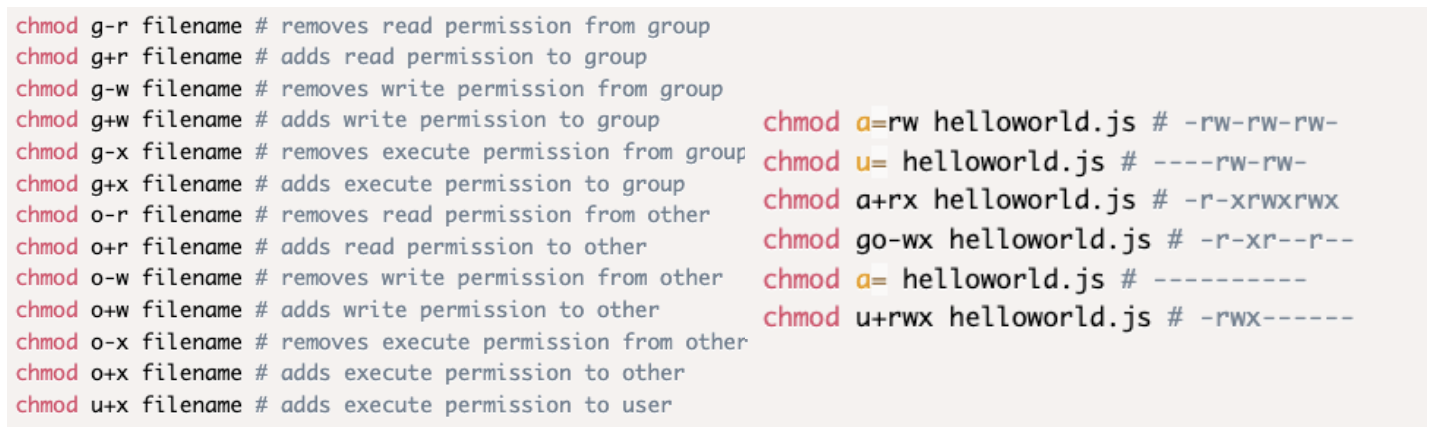 chmod g-r filename # removes read permission from group
chmod g+r filename # adds read permission to group
chmod g-w filename # removes write permission from group
chmod g+w filename # adds write permission to group
chmod g-x filename # removes execute permission from group
chmod g+x filename # adds execute permission to group
chmod o-r filename # removes read permission from other
chmod o+r filename # adds read permission to other
chmod o-w filename # removes write permission from other
chmod o+w filename # adds write permission to other
chmod o-x filename # removes execute permission from other
chmod o+x filename # adds execute permission to other
chmod u+x filename # adds execute permission to user
chmod a=rw helloworld.js # -rw-rw-rw-
chmod u= helloworld.js # ----rw-rw-
chmod a+rx helloworld.js # -r-xrwxrwx
chmod go-wx helloworld.js # -r-xr--r--
chmod a= helloworld.js # ----------
chmod u+rwx helloworld.js # -rwx------